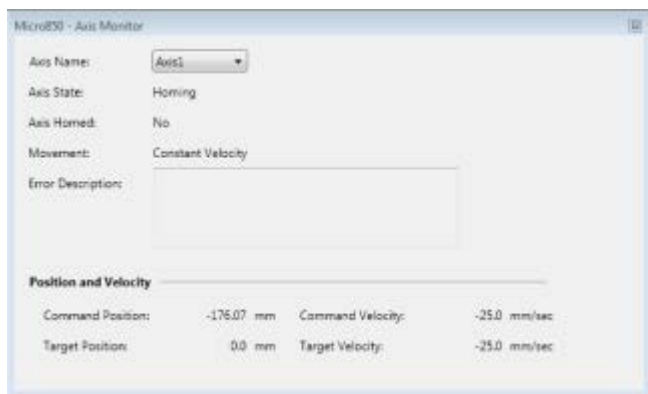 Micro850 - Axis Monitor
Axis Name: Axis1
Axis State: Homing
Axis Homed: No
Movement: Constant Velocity
Error Description:
Position and Velocity
Command Position: -176.07 mm Command Velocity: -25.0 mm/sec
Target Position: 0.0 mm Target Velocity: -25.0 mm/sec